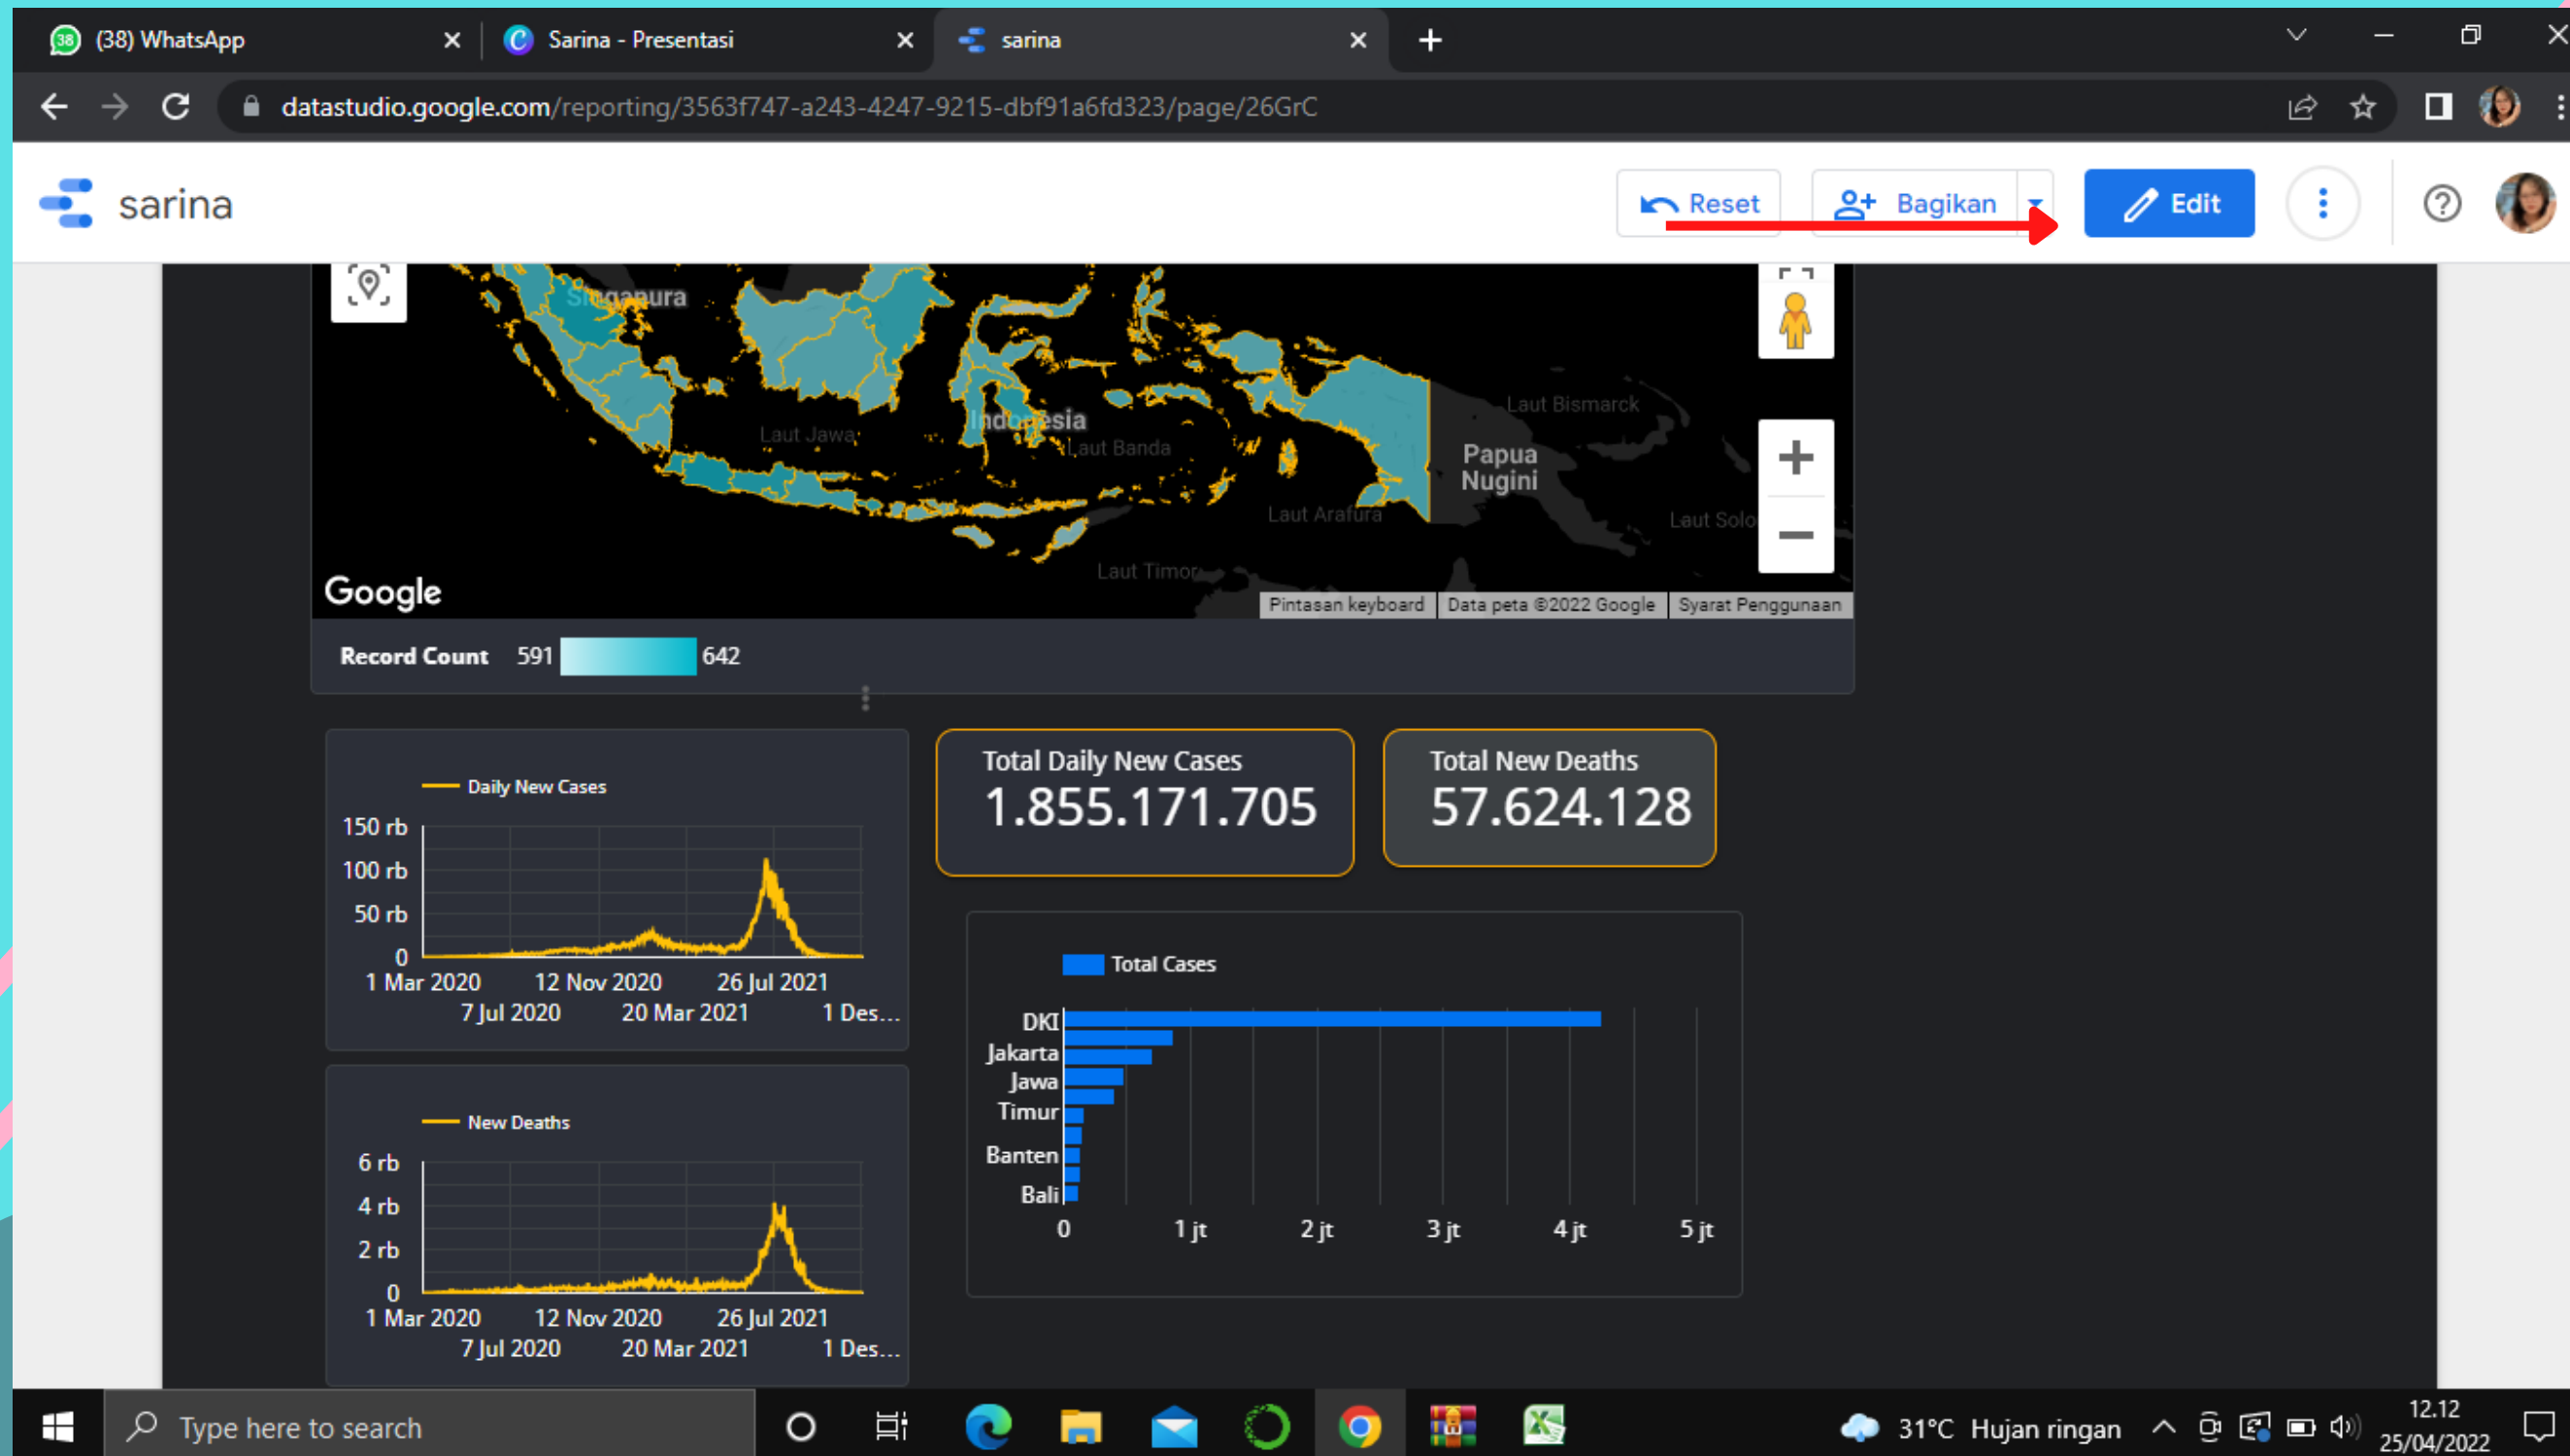 38 (38) WhatsApp
Sarina - Presentasi
sarina
datastudio.google.com/reporting/3563f747-a243-4247-9215-dbf91a6fd323/page/26GrC
sarina
Reset
Bagikan
Edit
Singapura
Laut Jawa
Indonesia
Laut Banda
Laut Bismarck
Papua
Nugini
Laut Arafura
Laut Solo
Laut Timor
Google
Pintasan keyboard
Data peta ©2022 Google
Syarat Penggunaan
Record Count 591 642
Daily New Cases
150 rb
100 rb
50 rb
0
1 Mar 2020 12 Nov 2020 26 Jul 2021
7 Jul 2020 20 Mar 2021 1 Des...
Total Daily New Cases
1.855.171.705
Total New Deaths
57.624.128
New Deaths
6 rb
4 rb
2 rb
0
1 Mar 2020 12 Nov 2020 26 Jul 2021
7 Jul 2020 20 Mar 2021 1 Des...
Total Cases
DKI
Jakarta
Jawa
Timur
Banten
Bali
0 1 jt 2 jt 3 jt 4 jt 5 jt
Type here to search
31°C Hujan ringan
12.12
25/04/2022